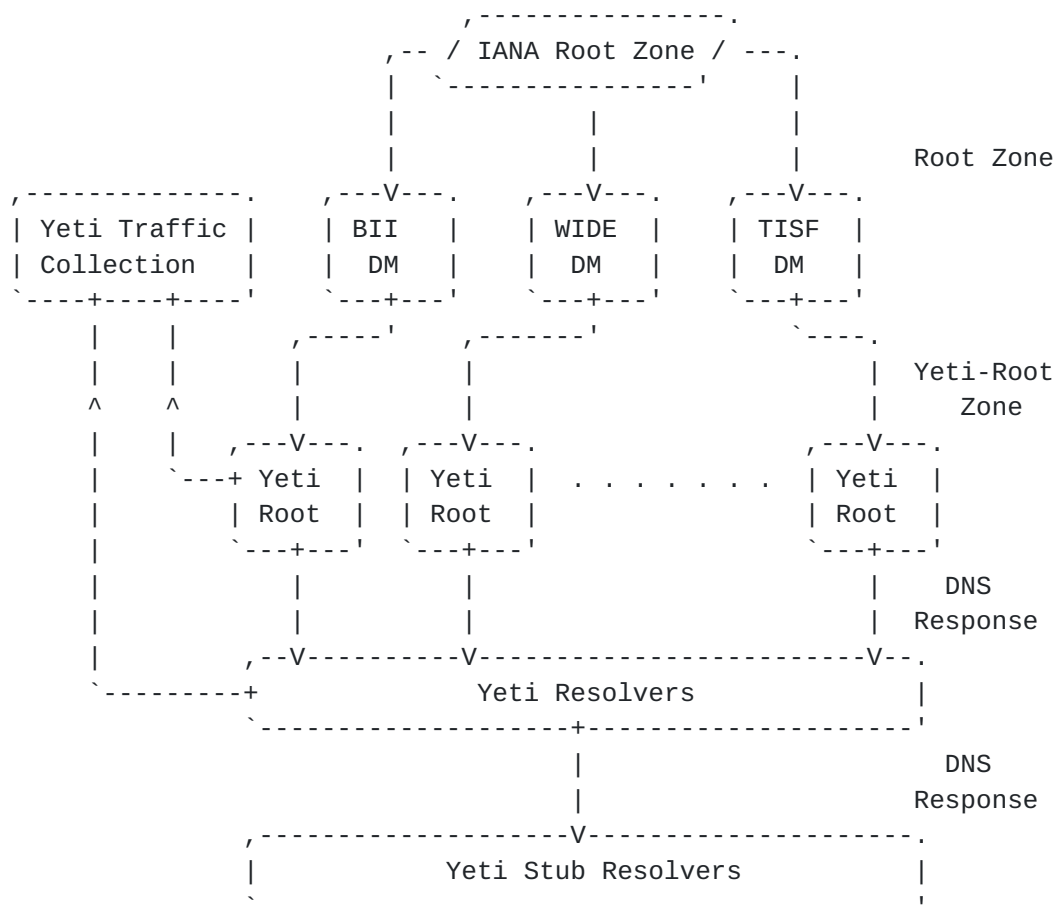 IANA Root Zone
Root Zone
Yeti Traffic
Collection
BII
DM
WIDE
DM
TISF
DM
Yeti-Root
Zone
Yeti
Root
Yeti
Root
. . . . . . .
Yeti
Root
DNS
Response
Yeti Resolvers
DNS
Response
Yeti Stub Resolvers